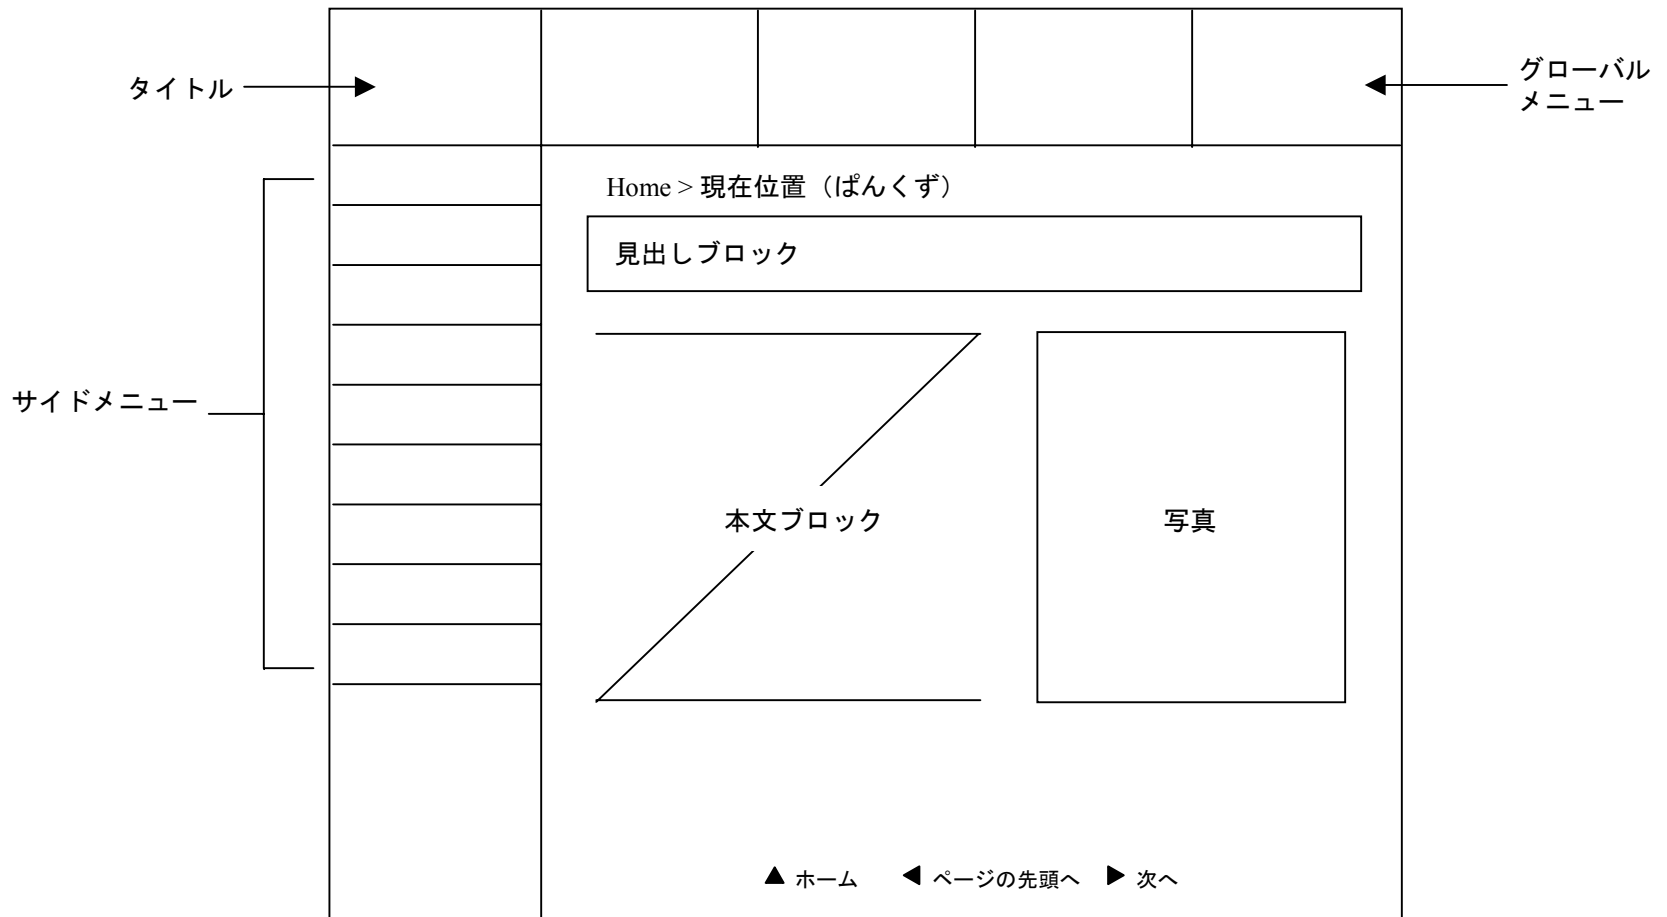 タイトル
グローバル
メニュー
Home > 現在位置（ぱんくず）
見出しブロック
サイドメニュー
本文ブロック
写真
▲ ホーム ◀ ページの先頭へ ▶ 次へ